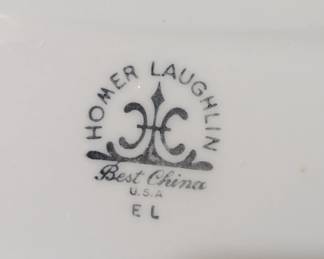 HOMER LAUGHLIN
Best China
U.S.A
E L